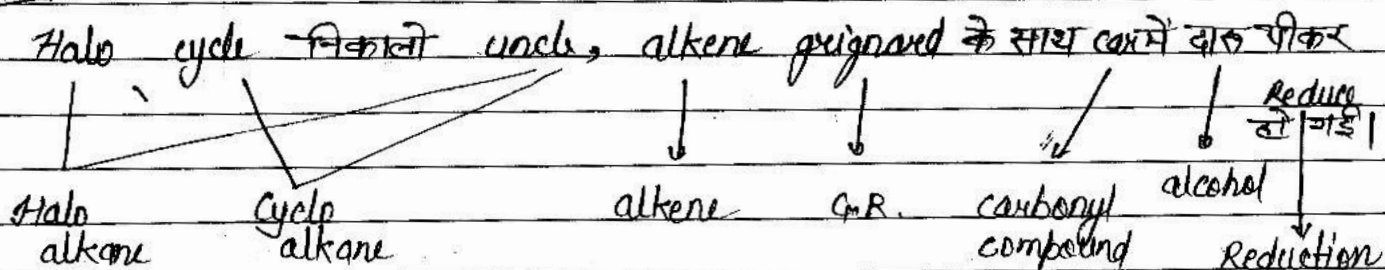 Halo cycle निकालो uncle, alkene grignard के साथ car में दारू पीकर
Reduce
हो गई।
Halo alkane Cyclo alkane alkene G.R. carbonyl compound alcohol Reduction